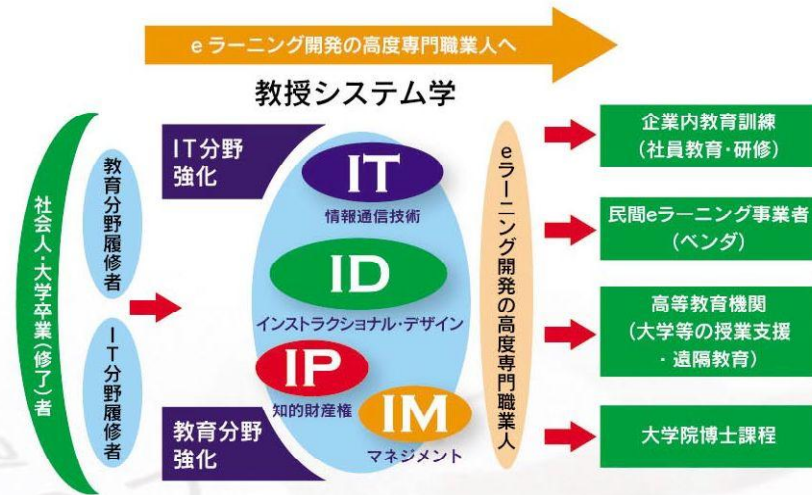 eラーニング開発の高度専門職業人へ
教授システム学
社会人・大学卒業(修了)者
教育分野履修者
IT分野履修者
IT分野
強化
教育分野
強化
IT
情報通信技術
ID
インストラクショナル・デザイン
IP
知的財産権
IM
マネジメント
eラーニング開発の高度専門職業人
企業内教育訓練
(社員教育・研修)
民間eラーニング事業者
(ベンダ)
高等教育機関
(大学等の授業支援
・遠隔教育)
大学院博士課程